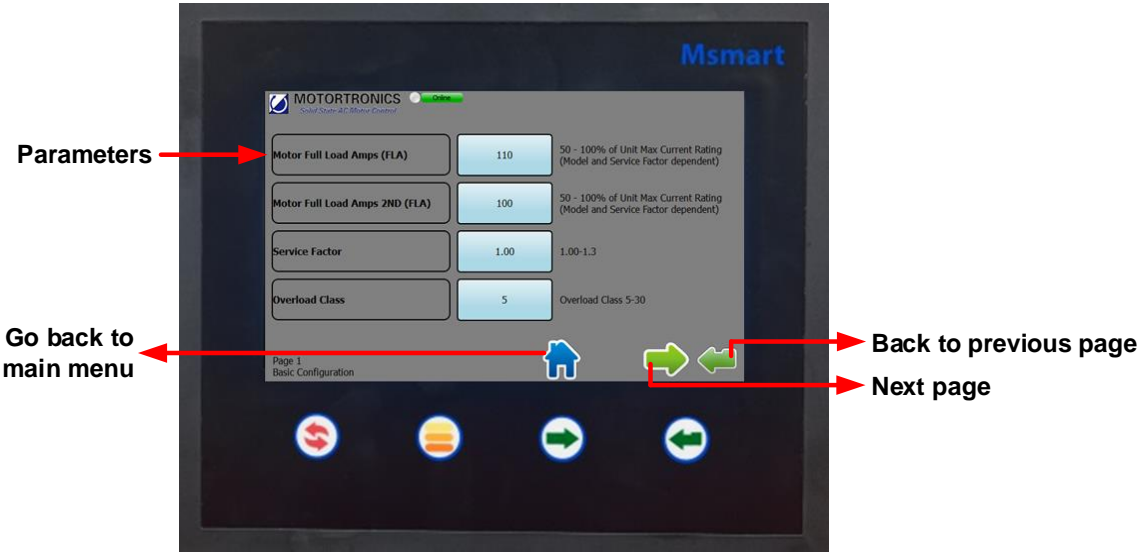 Msmart
MOTORTRONICS
Solid State AC Motor Control
Online
Parameters
Motor Full Load Amps (FLA)
110
50 - 100% of Unit Max Current Rating
(Model and Service Factor dependent)
Motor Full Load Amps 2ND (FLA)
100
50 - 100% of Unit Max Current Rating
(Model and Service Factor dependent)
Service Factor
1.00
1.00-1.3
Overload Class
5
Overload Class 5-30
Go back to
main menu
Back to previous page
Next page
Page 1
Basic Configuration